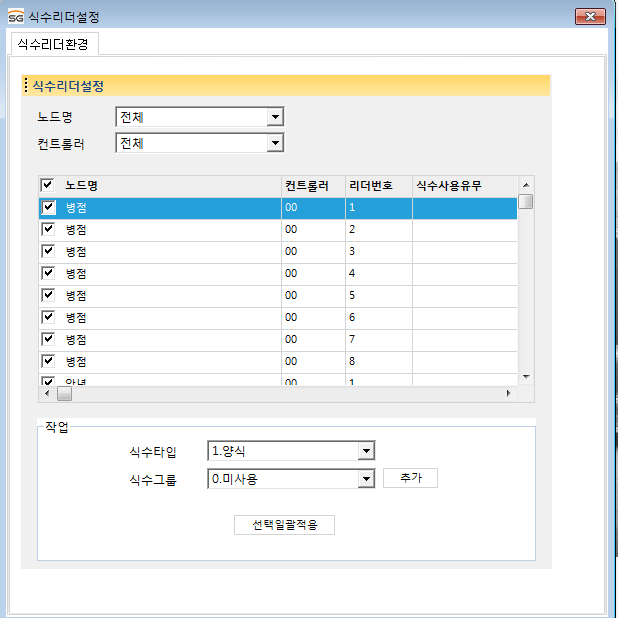 SG 식수리더설정
식수리더환경
식수리더설정
노드명 전체
컨트롤러 전체
노드명 컨트롤러 리더번호 식수사용유무
병점 00 1
병점 00 2
병점 00 3
병점 00 4
병점 00 5
병점 00 6
병점 00 7
병점 00 8
안녕 00 1
작업
식수타입 1.양식
식수그룹 0.미사용 추가
선택일괄적용